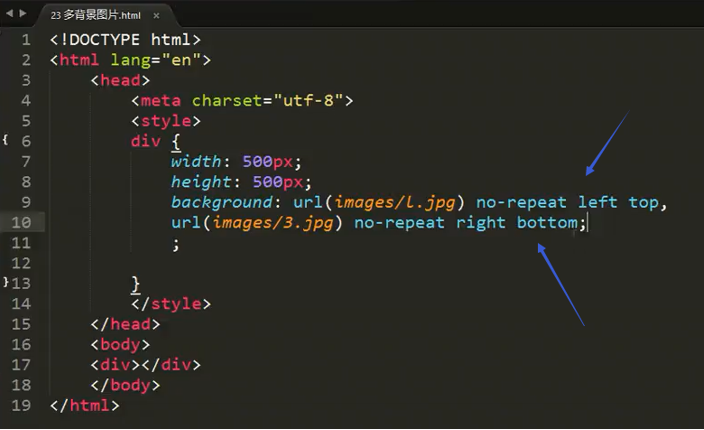 23 多背景图片.html ×
1 <!DOCTYPE html>
2 <html lang="en">
3 <head>
4 <meta charset="utf-8">
5 <style>
6 div {
7 width: 500px;
8 height: 500px;
9 background: url(images/l.jpg) no-repeat left top,
10 url(images/3.jpg) no-repeat right bottom;
11 ;
12
13 }
14 </style>
15 </head>
16 <body>
17 <div></div>
18 </body>
19 </html>